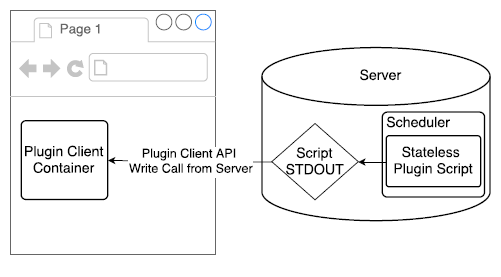 Page 1
Server
Scheduler
Stateless
Plugin Script
Script
STDOUT
Plugin Client API
Write Call from Server
Plugin Client
Container